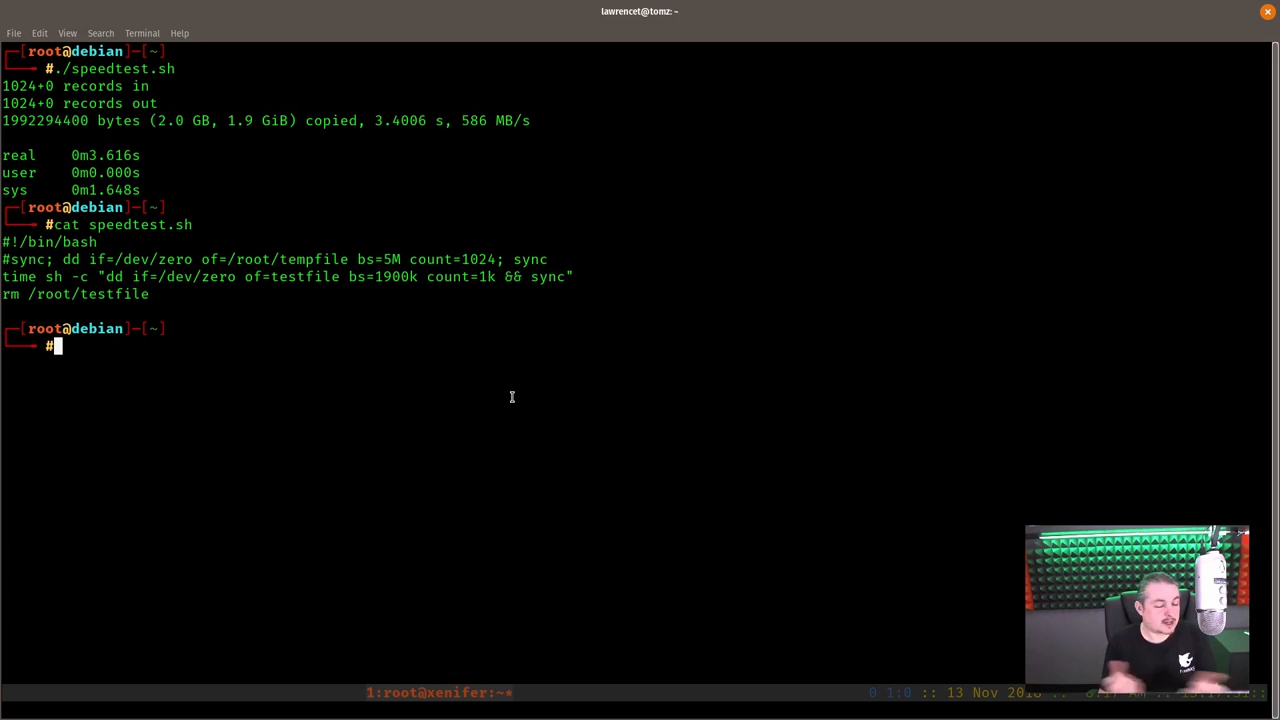 lawrencet@tomz: ~
File Edit View Search Terminal Help
┌─[root@debian]─[~]
└──╼ #./speedtest.sh
1024+0 records in
1024+0 records out
1992294400 bytes (2.0 GB, 1.9 GiB) copied, 3.4006 s, 586 MB/s
real 0m3.616s
user 0m0.000s
sys 0m1.648s
┌─[root@debian]─[~]
└──╼ #cat speedtest.sh
#!/bin/bash
#sync; dd if=/dev/zero of=/root/tempfile bs=5M count=1024; sync
time sh -c "dd if=/dev/zero of=testfile bs=1900k count=1k && sync"
rm /root/testfile
┌─[root@debian]─[~]
└──╼ #
1:root@xenifer:~* 0 1:0 :: 13 Nov